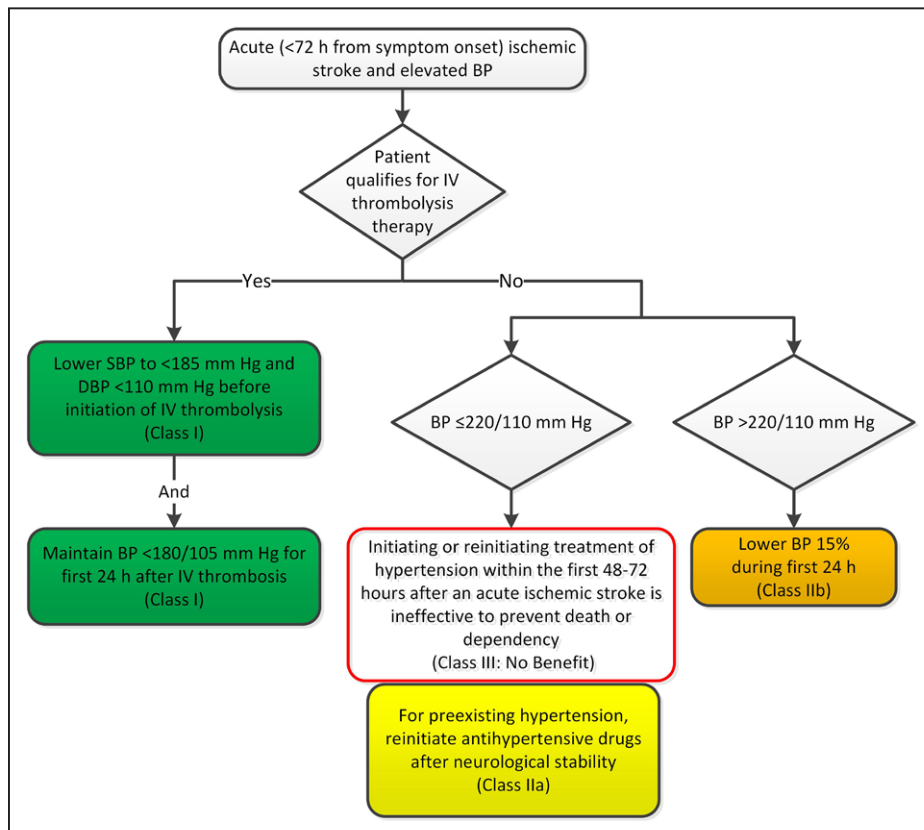 Acute (<72 h from symptom onset) ischemic
stroke and elevated BP
Patient
qualifies for IV
thrombolysis
therapy
Yes
No
Lower SBP to <185 mm Hg and
DBP <110 mm Hg before
initiation of IV thrombolysis
(Class I)
And
Maintain BP <180/105 mm Hg for
first 24 h after IV thrombosis
(Class I)
BP ≤220/110 mm Hg
BP >220/110 mm Hg
Initiating or reinitiating treatment of
hypertension within the first 48-72
hours after an acute ischemic stroke is
ineffective to prevent death or
dependency
(Class III: No Benefit)
Lower BP 15%
during first 24 h
(Class IIb)
For preexisting hypertension,
reinitiate antihypertensive drugs
after neurological stability
(Class IIa)